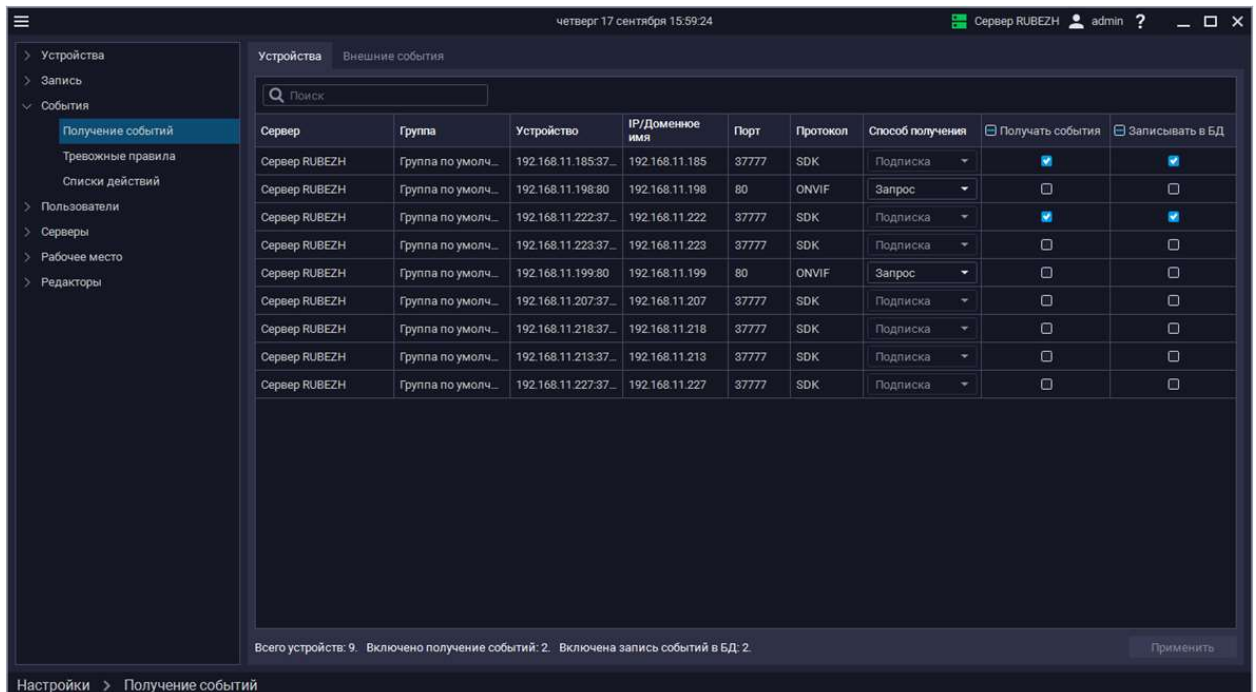 четверг 17 сентября 15:59:24 Сервер RUBEZH admin ?
Устройства
Запись
События
Получение событий
Тревожные правила
Списки действий
Пользователи
Серверы
Рабочее место
Редакторы
Устройства Внешние события
Поиск
Сервер Группа Устройство IP/Доменное имя Порт Протокол Способ получения Получать события Записывать в БД
Сервер RUBEZH Группа по умолч... 192.168.11.185:37... 192.168.11.185 37777 SDK Подписка
Сервер RUBEZH Группа по умолч... 192.168.11.198:80 192.168.11.198 80 ONVIF Запрос
Сервер RUBEZH Группа по умолч... 192.168.11.222:37... 192.168.11.222 37777 SDK Подписка
Сервер RUBEZH Группа по умолч... 192.168.11.223:37... 192.168.11.223 37777 SDK Подписка
Сервер RUBEZH Группа по умолч... 192.168.11.199:80 192.168.11.199 80 ONVIF Запрос
Сервер RUBEZH Группа по умолч... 192.168.11.207:37... 192.168.11.207 37777 SDK Подписка
Сервер RUBEZH Группа по умолч... 192.168.11.218:37... 192.168.11.218 37777 SDK Подписка
Сервер RUBEZH Группа по умолч... 192.168.11.213:37... 192.168.11.213 37777 SDK Подписка
Сервер RUBEZH Группа по умолч... 192.168.11.227:37... 192.168.11.227 37777 SDK Подписка
Всего устройств: 9. Включено получение событий: 2. Включена запись событий в БД: 2. Применить
Настройки > Получение событий